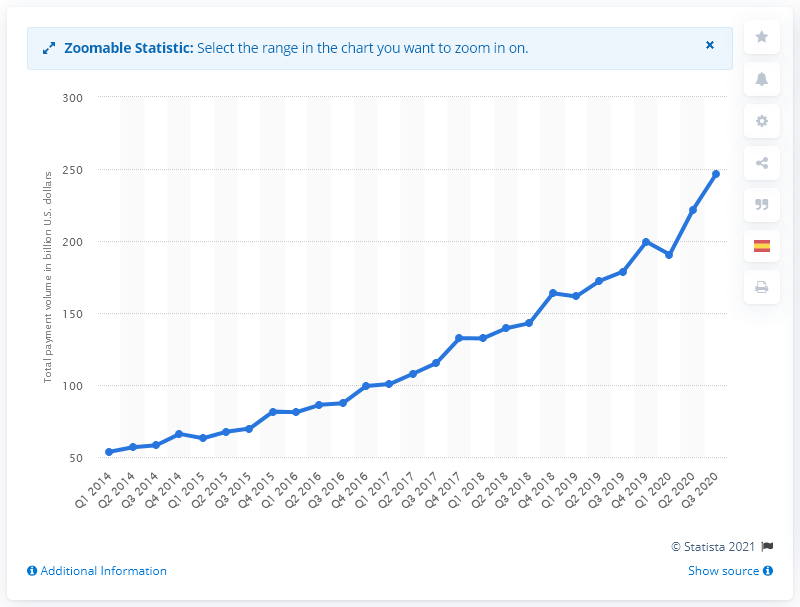 Zoomable Statistic: Select the range in the chart you want to zoom in on.
×
300
250
200
150
100
50
Total payment volume in billion U.S. dollars
Q1 2014
Q2 2014
Q3 2014
Q4 2014
Q1 2015
Q2 2015
Q3 2015
Q4 2015
Q1 2016
Q2 2016
Q3 2016
Q4 2016
Q1 2017
Q2 2017
Q3 2017
Q4 2017
Q1 2018
Q2 2018
Q3 2018
Q4 2018
Q1 2019
Q2 2019
Q3 2019
Q4 2019
Q1 2020
Q2 2020
Q3 2020
© Statista 2021
Additional Information
Show source